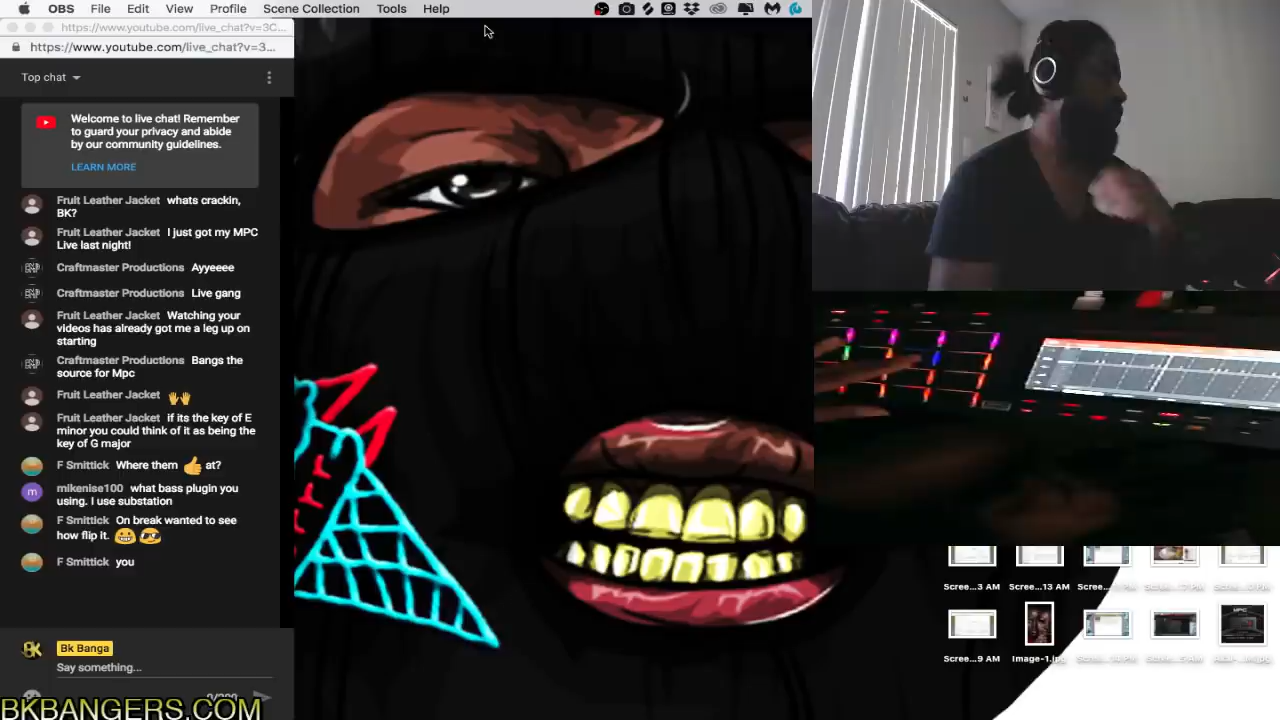 OBS File Edit View Profile Scene Collection Tools Help
https://www.youtube.com/live_chat?v=3C...
https://www.youtube.com/live_chat?v=3...
Top chat
Welcome to live chat! Remember
to guard your privacy and abide
by our community guidelines.
LEARN MORE
Fruit Leather Jacket whats crackin,
BK?
Fruit Leather Jacket I just got my MPC
Live last night!
Craftmaster Productions Ayyeeee
Craftmaster Productions Live gang
Fruit Leather Jacket Watching your
videos has already got me a leg up on
starting
Craftmaster Productions Bangs the
source for Mpc
Fruit Leather Jacket 🙌
Fruit Leather Jacket if its the key of E
minor you could think of it as being the
key of G major
F Smittick Where them 👍 at?
mikenise100 what bass plugin you
using. I use substation
F Smittick On break wanted to see
how flip it. 😁 😎
F Smittick you
Bk Banga
Say something...
BKBANGERS.COM
Scree...3 AM Scree...13 AM
Scree...9 AM Image-1.jpg